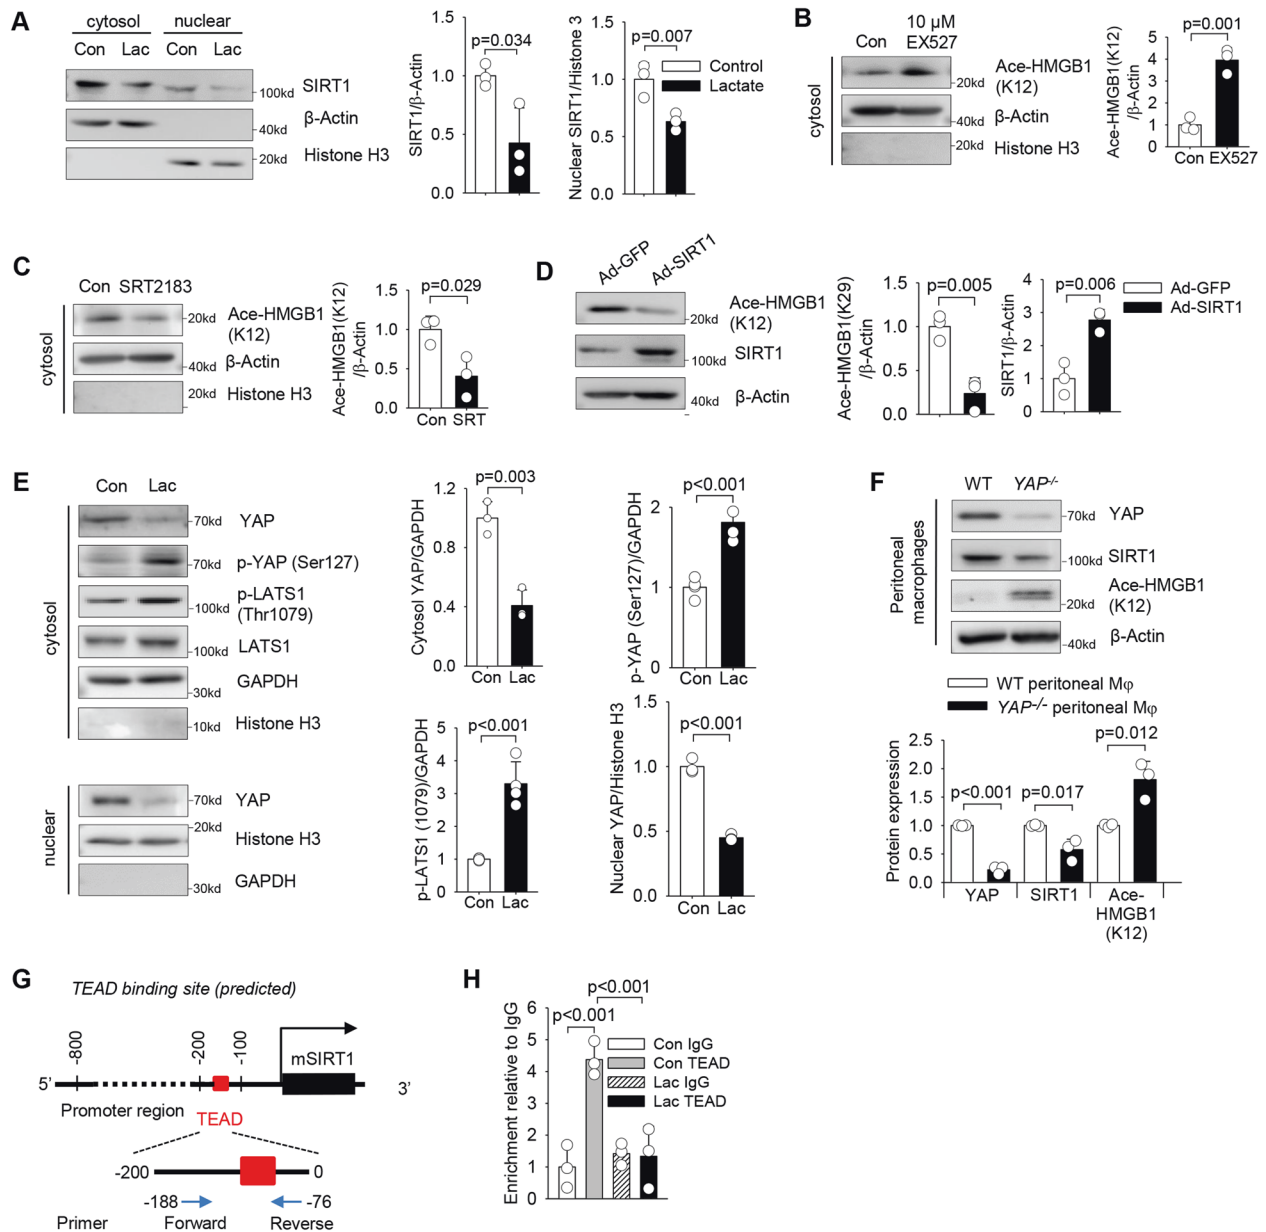 A
cytosol nuclear
Con Lac Con Lac
SIRT1
100kd
β-Actin
40kd
Histone H3
20kd
SIRT1/β-Actin
1.5
1.0
0.5
0.0
p=0.034
Nuclear SIRT1/Histone 3
1.5
1.0
0.5
0.0
p=0.007
Control
Lactate
B
cytosol
Con
10 µM
EX527
20kd
Ace-HMGB1
(K12)
40kd
β-Actin
20kd
Histone H3
Ace-HMGB1(K12)
/β-Actin
5
4
3
2
1
0
p=0.001
Con EX527
C
cytosol
Con SRT2183
20kd
Ace-HMGB1
(K12)
40kd
β-Actin
20kd
Histone H3
Ace-HMGB1(K12)
/β-Actin
1.5
1.0
0.5
0.0
p=0.029
Con SRT
D
Ad-GFP
Ad-SIRT1
20kd
Ace-HMGB1
(K12)
100kd
SIRT1
40kd
β-Actin
Ace-HMGB1(K29)
/β-Actin
1.5
1.0
0.5
0.0
p=0.005
SIRT1/β-Actin
4
3
2
1
0
p=0.006
Ad-GFP
Ad-SIRT1
E
cytosol
Con Lac
70kd YAP
70kd p-YAP (Ser127)
100kd
p-LATS1
(Thr1079)
100kd LATS1
30kd
GAPDH
10kd Histone H3
nuclear
70kd YAP
20kd
Histone H3
30kd
GAPDH
Cytosol YAP/GAPDH
1.2
0.8
0.4
0.0
p=0.003
Con Lac
p-YAP (Ser127)/GAPDH
2
1
0
p<0.001
Con Lac
p-LATS1 (1079)/GAPDH
5
4
3
2
1
0
p<0.001
Con Lac
Nuclear YAP/Histone H3
1.5
1.0
0.5
0.0
p<0.001
Con Lac
F
Peritoneal
macrophages
WT YAP-/-
70kd YAP
100kd
SIRT1
20kd
Ace-HMGB1
(K12)
40kd
β-Actin
WT peritoneal Mφ
YAP-/- peritoneal Mφ
Protein expression
2.5
2.0
1.5
1.0
0.5
0.0
p<0.001
p=0.017
p=0.012
YAP SIRT1 Ace-
HMGB1
(K12)
G
TEAD binding site (predicted)
-800
-200
-100
mSIRT1
5’
3’
Promoter region
TEAD
-200
0
-188
-76
Primer Forward Reverse
H
Enrichment relative to IgG
6
5
4
3
2
1
0
p<0.001
p<0.001
Con IgG
Con TEAD
Lac IgG
Lac TEAD